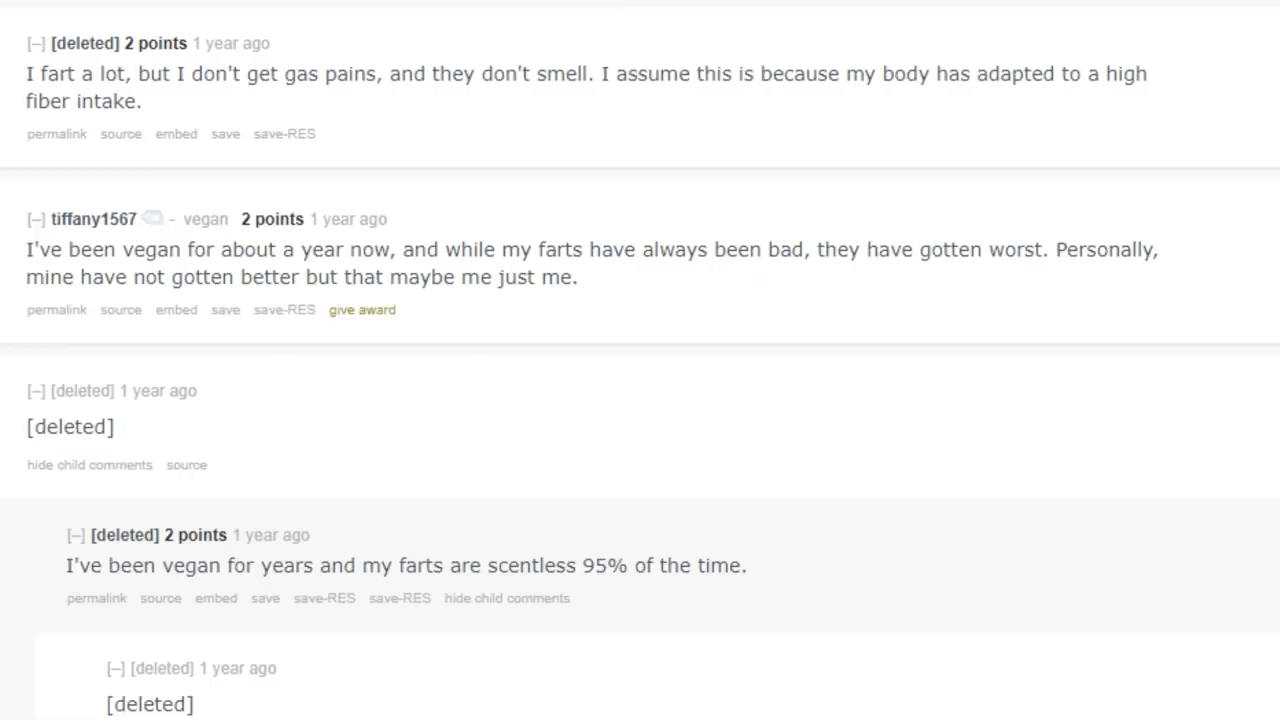 [–] [deleted] 2 points 1 year ago
I fart a lot, but I don't get gas pains, and they don't smell. I assume this is because my body has adapted to a high
fiber intake.
permalink source embed save save-RES
[–] tiffany1567 - vegan 2 points 1 year ago
I've been vegan for about a year now, and while my farts have always been bad, they have gotten worst. Personally,
mine have not gotten better but that maybe me just me.
permalink source embed save save-RES give award
[–] [deleted] 1 year ago
[deleted]
hide child comments source
[–] [deleted] 2 points 1 year ago
I've been vegan for years and my farts are scentless 95% of the time.
permalink source embed save save-RES save-RES hide child comments
[–] [deleted] 1 year ago
[deleted]